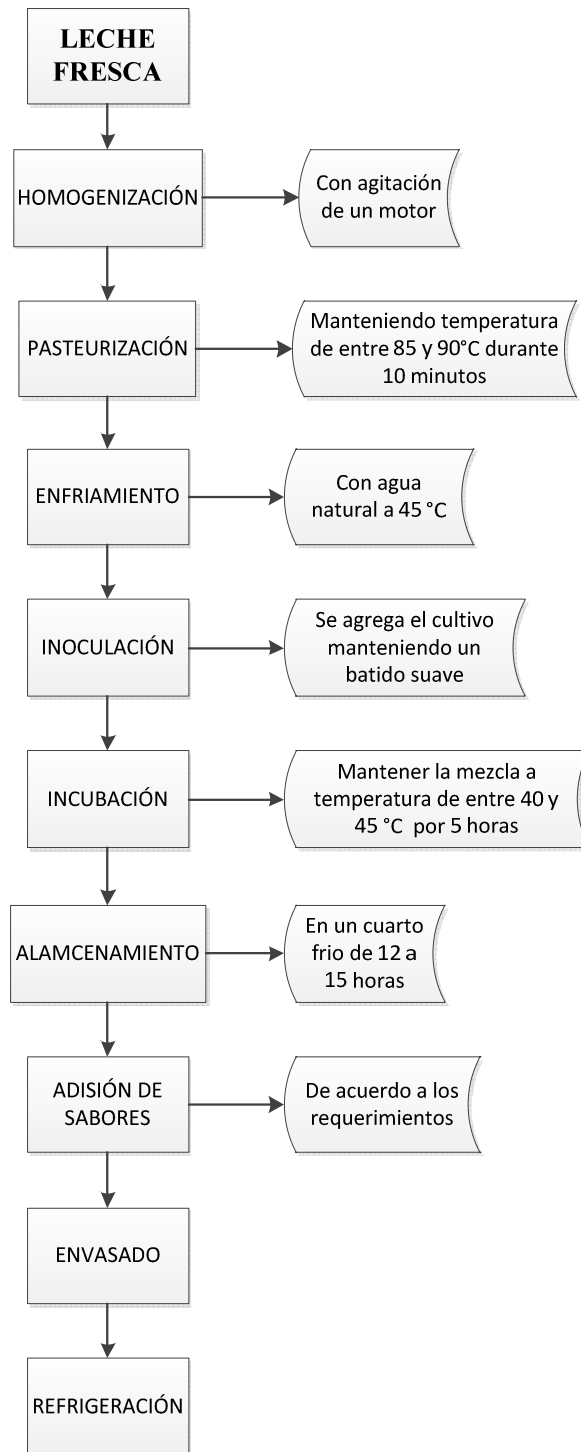 LECHE
FRESCA
HOMOGENIZACIÓN
Con agitación
de un motor
PASTEURIZACIÓN
Manteniendo temperatura
de entre 85 y 90°C durante
10 minutos
ENFRIAMIENTO
Con agua
natural a 45 °C
INOCULACIÓN
Se agrega el cultivo
manteniendo un
batido suave
INCUBACIÓN
Mantener la mezcla a
temperatura de entre 40 y
45 °C por 5 horas
ALAMCENAMIENTO
En un cuarto
frio de 12 a
15 horas
ADISIÓN DE
SABORES
De acuerdo a los
requerimientos
ENVASADO
REFRIGERACIÓN